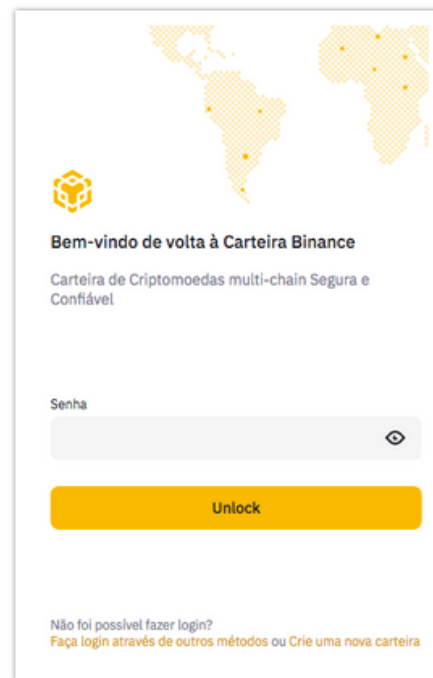 Bem-vindo de volta à Carteira Binance
Carteira de Criptomoedas multi-chain Segura e
Confiável
Senha
Unlock
Não foi possível fazer login?
Faça login através de outros métodos ou Crie uma nova carteira